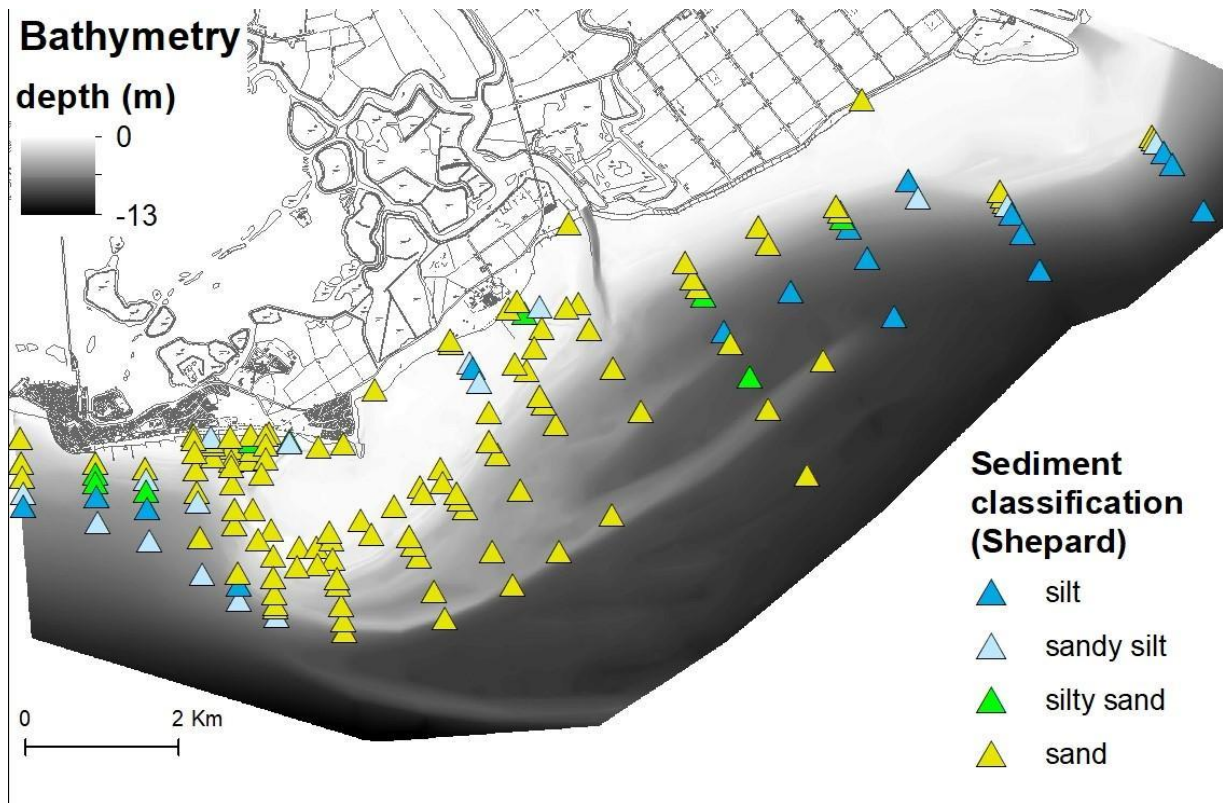 Bathymetry
depth (m)
0
-13
Sediment
classification
(Shepard)
silt
sandy silt
silty sand
sand
0
2 Km